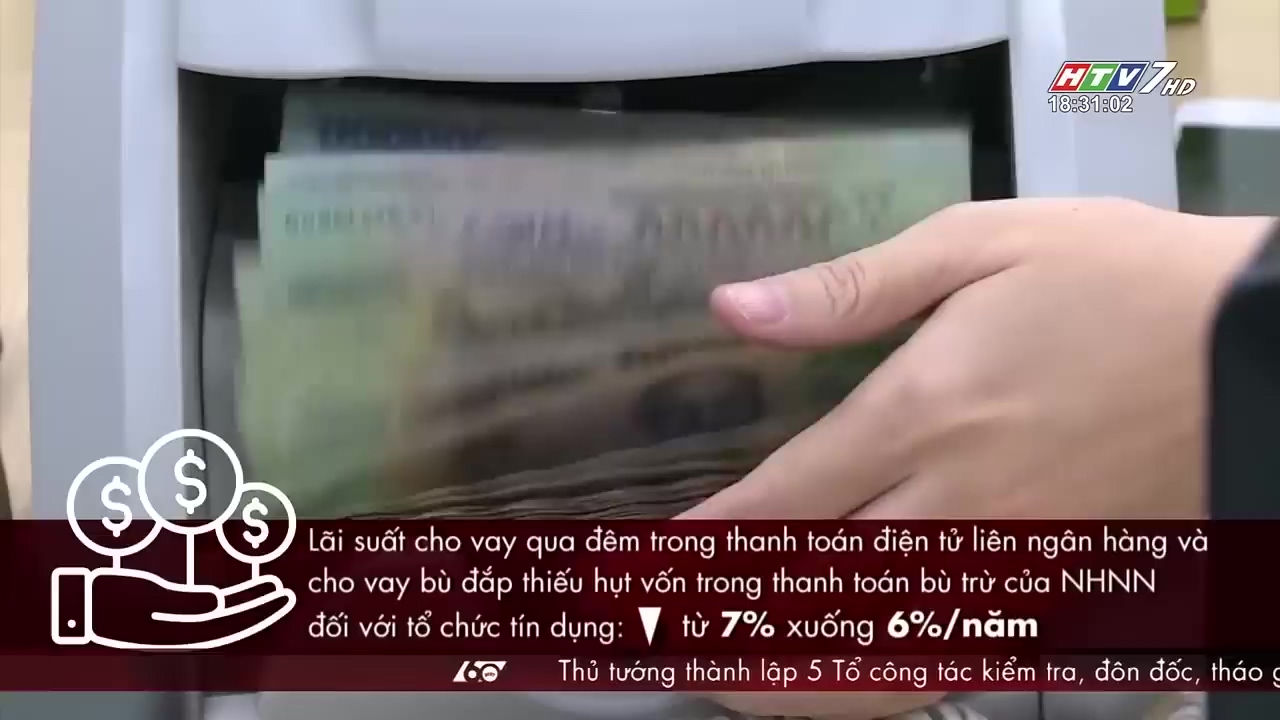 HTV7 HD
18:31:02
Lãi suất cho vay qua đêm trong thanh toán điện tử liên ngân hàng và
cho vay bù đắp thiếu hụt vốn trong thanh toán bù trừ của NHNN
đối với tổ chức tín dụng: từ 7% xuống 6%/năm
60 Thủ tướng thành lập 5 Tổ công tác kiểm tra, đôn đốc, tháo